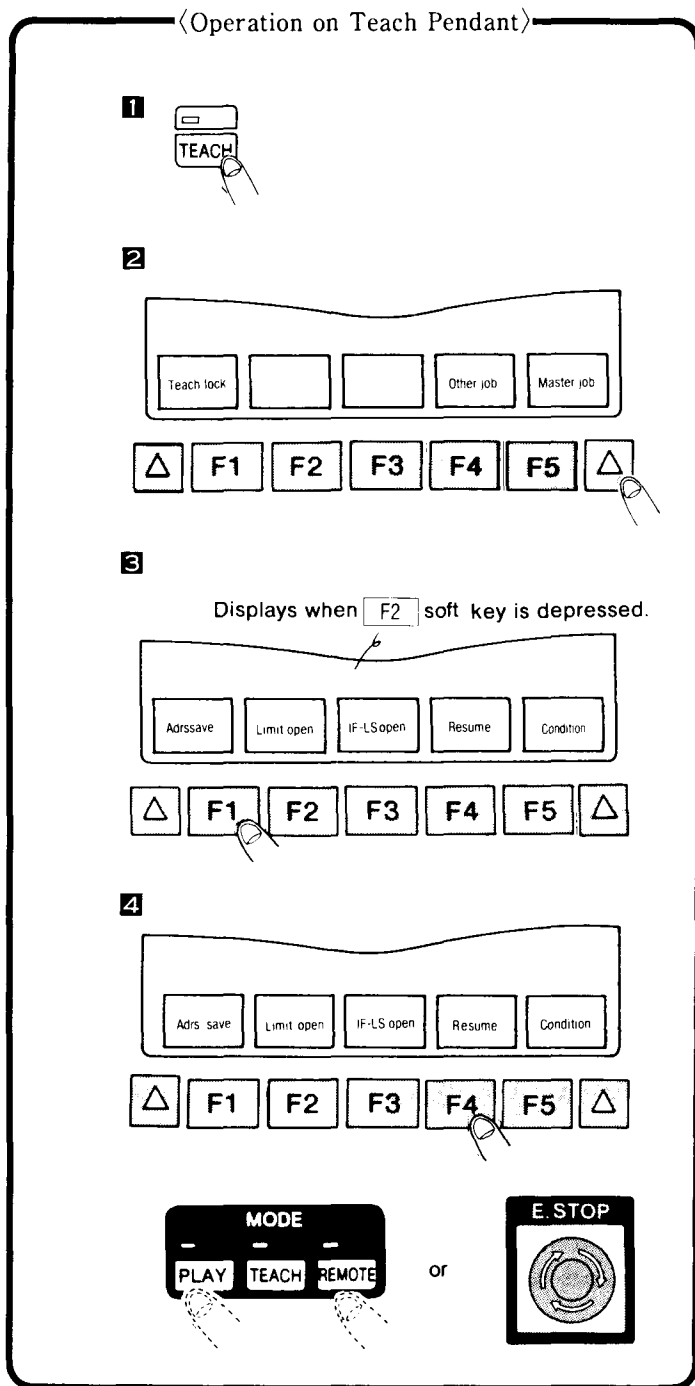 〈Operation on Teach Pendant〉
1
TEACH
2
Teach lock Other job Master job
△ F1 F2 F3 F4 F5 △
3
Displays when F2 soft key is depressed.
Adrssave Limit open IF-LS open Resume Condition
△ F1 F2 F3 F4 F5 △
4
Adrs save Limit open IF-LS open Resume Condition
△ F1 F2 F3 F4 F5 △
MODE
PLAY TEACH REMOTE
or
E. STOP